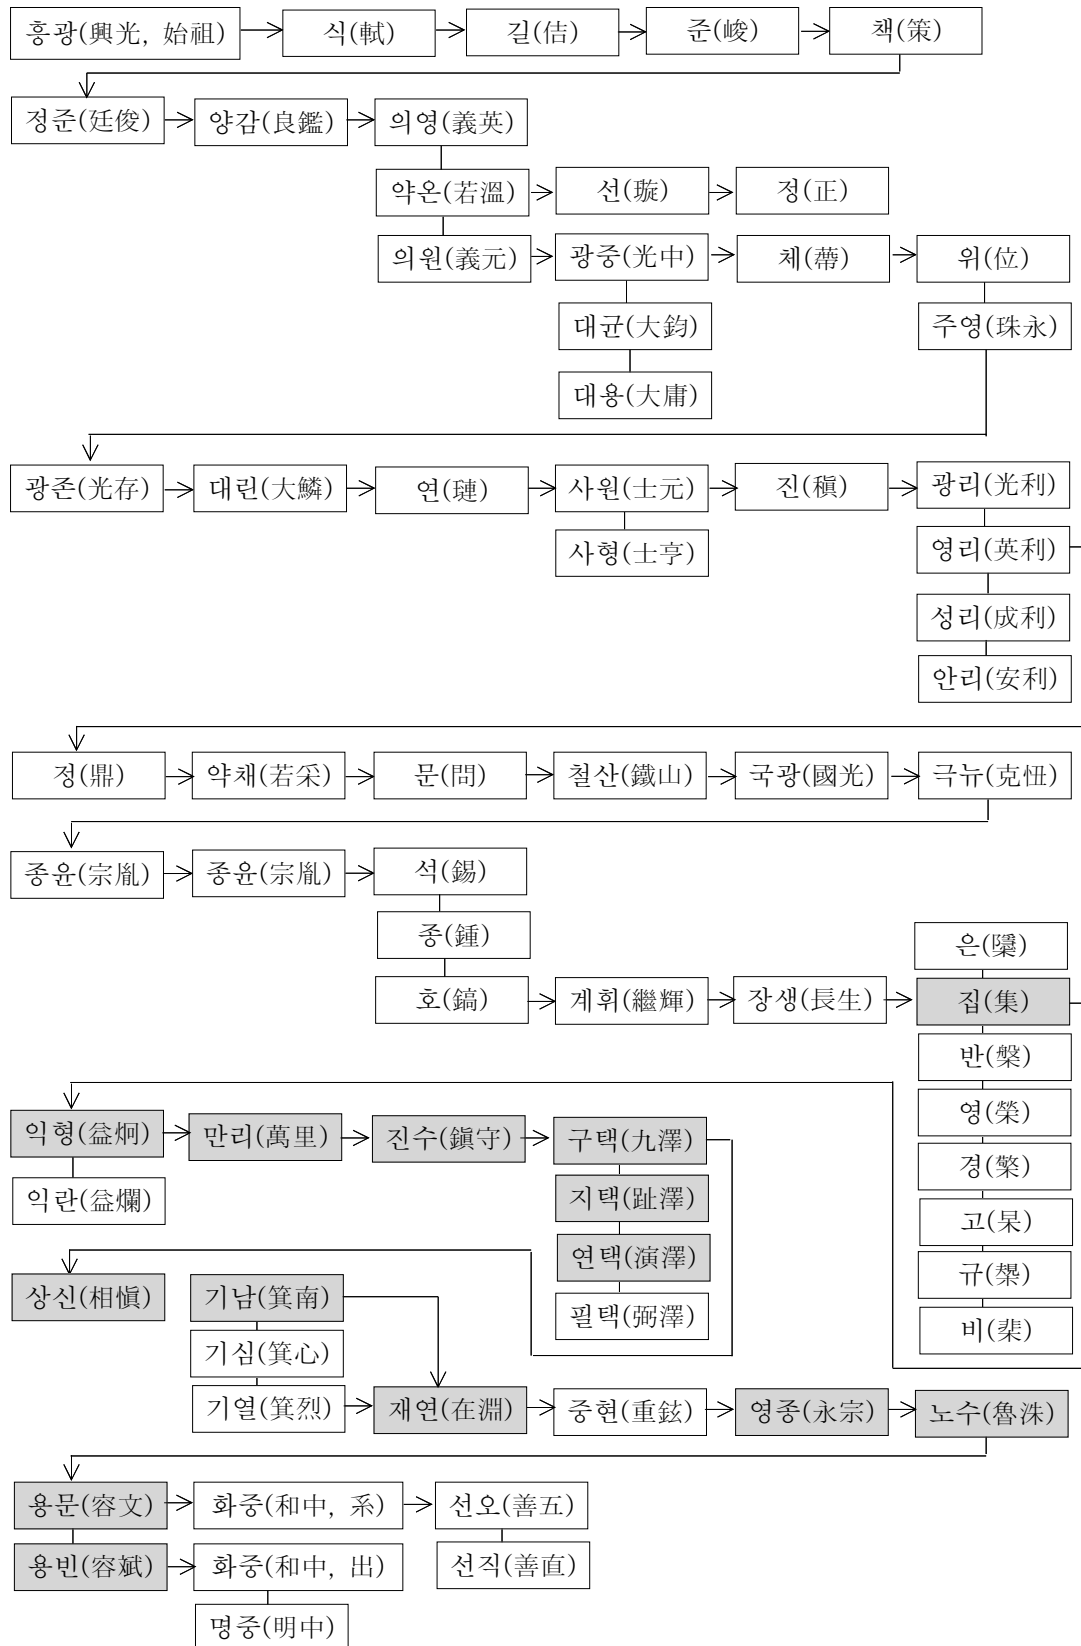 흥광(興光, 始祖) 식(軾) 길(佶) 준(峻) 책(策)
정준(廷俊) 양감(良鑑) 의영(義英)
약온(若溫) 선(璇) 정(正)
의원(義元) 광중(光中) 체(蔕) 위(位)
대균(大鈞) 주영(珠永)
대용(大庸)
광존(光存) 대린(大鱗) 연(璉) 사원(士元) 진(稹) 광리(光利)
사형(士亨) 영리(英利)
성리(成利)
안리(安利)
정(鼎) 약채(若采) 문(問) 철산(鐵山) 국광(國光) 극뉴(克忸)
종윤(宗胤) 종윤(宗胤) 석(錫)
종(鍾) 은(檃)
호(鎬) 계휘(繼輝) 장생(長生) 집(集)
반(槃)
영(榮)
익형(益炯) 만리(萬里) 진수(鎭守) 구택(九澤) 경(檠)
익란(益爛) 지택(趾澤) 고(杲)
연택(演澤) 규(槼)
상신(相愼) 기남(箕南) 필택(弼澤) 비(棐)
기심(箕心)
기열(箕烈) 재연(在淵) 중현(重鉉) 영종(永宗) 노수(魯洙)
용문(容文) 화중(和中, 系) 선오(善五)
용빈(容斌) 화중(和中, 出) 선직(善直)
명중(明中)